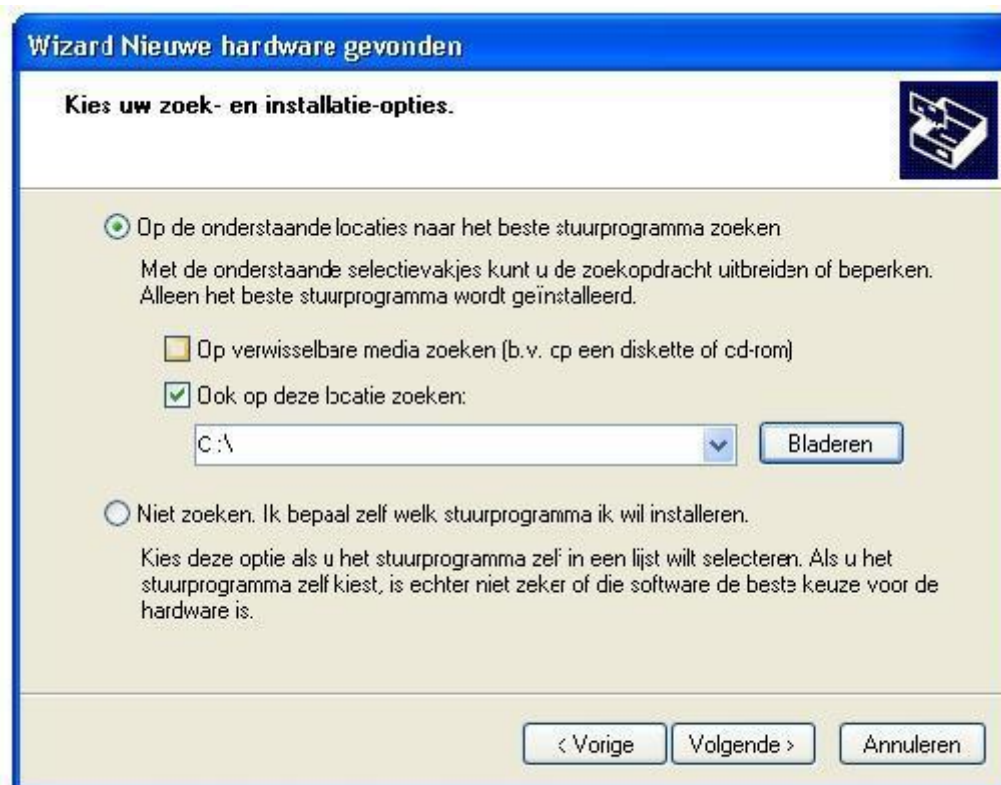 Wizard Nieuwe hardware gevonden
Kies uw zoek- en installatie-opties.
Op de onderstaande locaties naar het beste stuurprogramma zoeken
Met de onderstaande selectievakjes kunt u de zoekopdracht uitbreiden of beperken.
Alleen het beste stuurprogramma wordt geïnstalleerd.
Op verwisselbare media zoeken (b.v. op een diskette of cd-rom)
Ook op deze locatie zoeken:
C:\
Bladeren
Niet zoeken. Ik bepaal zelf welk stuurprogramma ik wil installeren.
Kies deze optie als u het stuurprogramma zelf in een lijst wilt selecteren. Als u het
stuurprogramma zelf kiest, is echter niet zeker of die software de beste keuze voor de
hardware is.
< Vorige Volgende > Annuleren